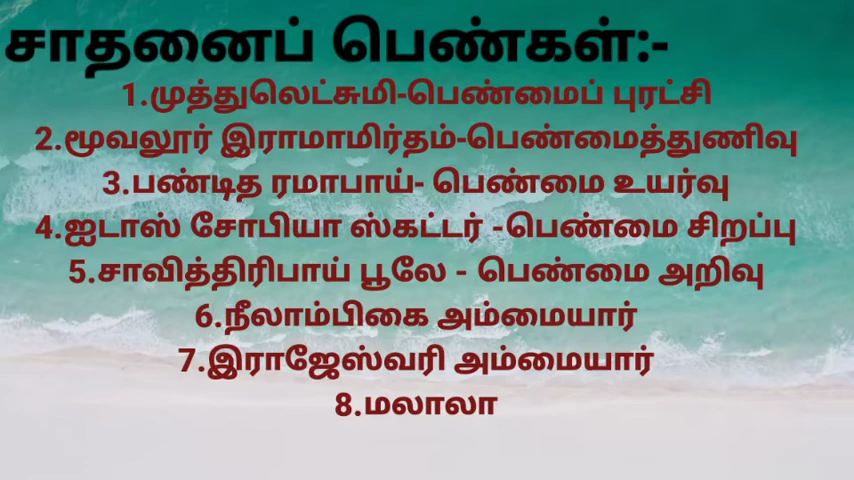 சாதனைப் பெண்கள்:-
1.முத்துலெட்சுமி-பெண்மைப் புரட்சி
2.மூவலூர் இராமாமிர்தம்-பெண்மைத்துணிவு
3.பண்டித ரமாபாய்- பெண்மை உயர்வு
4.ஐடாஸ் சோபியா ஸ்கட்டர் -பெண்மை சிறப்பு
5.சாவித்திரிபாய் பூலே - பெண்மை அறிவு
6.நீலாம்பிகை அம்மையார்
7.இராஜேஸ்வரி அம்மையார்
8.மலாலா